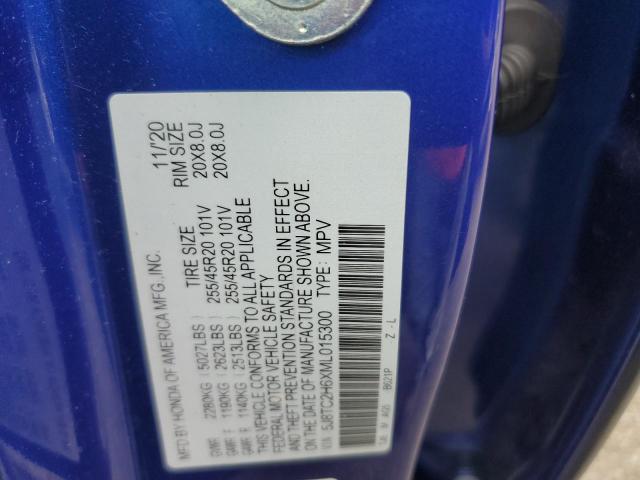 MFD BY HONDA OF AMERICA MFG.,INC. 11/'20
TIRE SIZE RIM SIZE
GVWR 2280KG ( 5027LBS ) 255/45R20 101V 20X8.0J
GAWR F 1190KG ( 2623LBS ) 255/45R20 101V 20X8.0J
GAWR R 1140KG ( 2513LBS )
THIS VEHICLE CONFORMS TO ALL APPLICABLE
FEDERAL MOTOR VEHICLE SAFETY
AND THEFT PREVENTION STANDARDS IN EFFECT
ON THE DATE OF MANUFACTURE SHOWN ABOVE.
V.I.N: 5J8TC2H6XML015300 TYPE: MPV
B621P Z - L